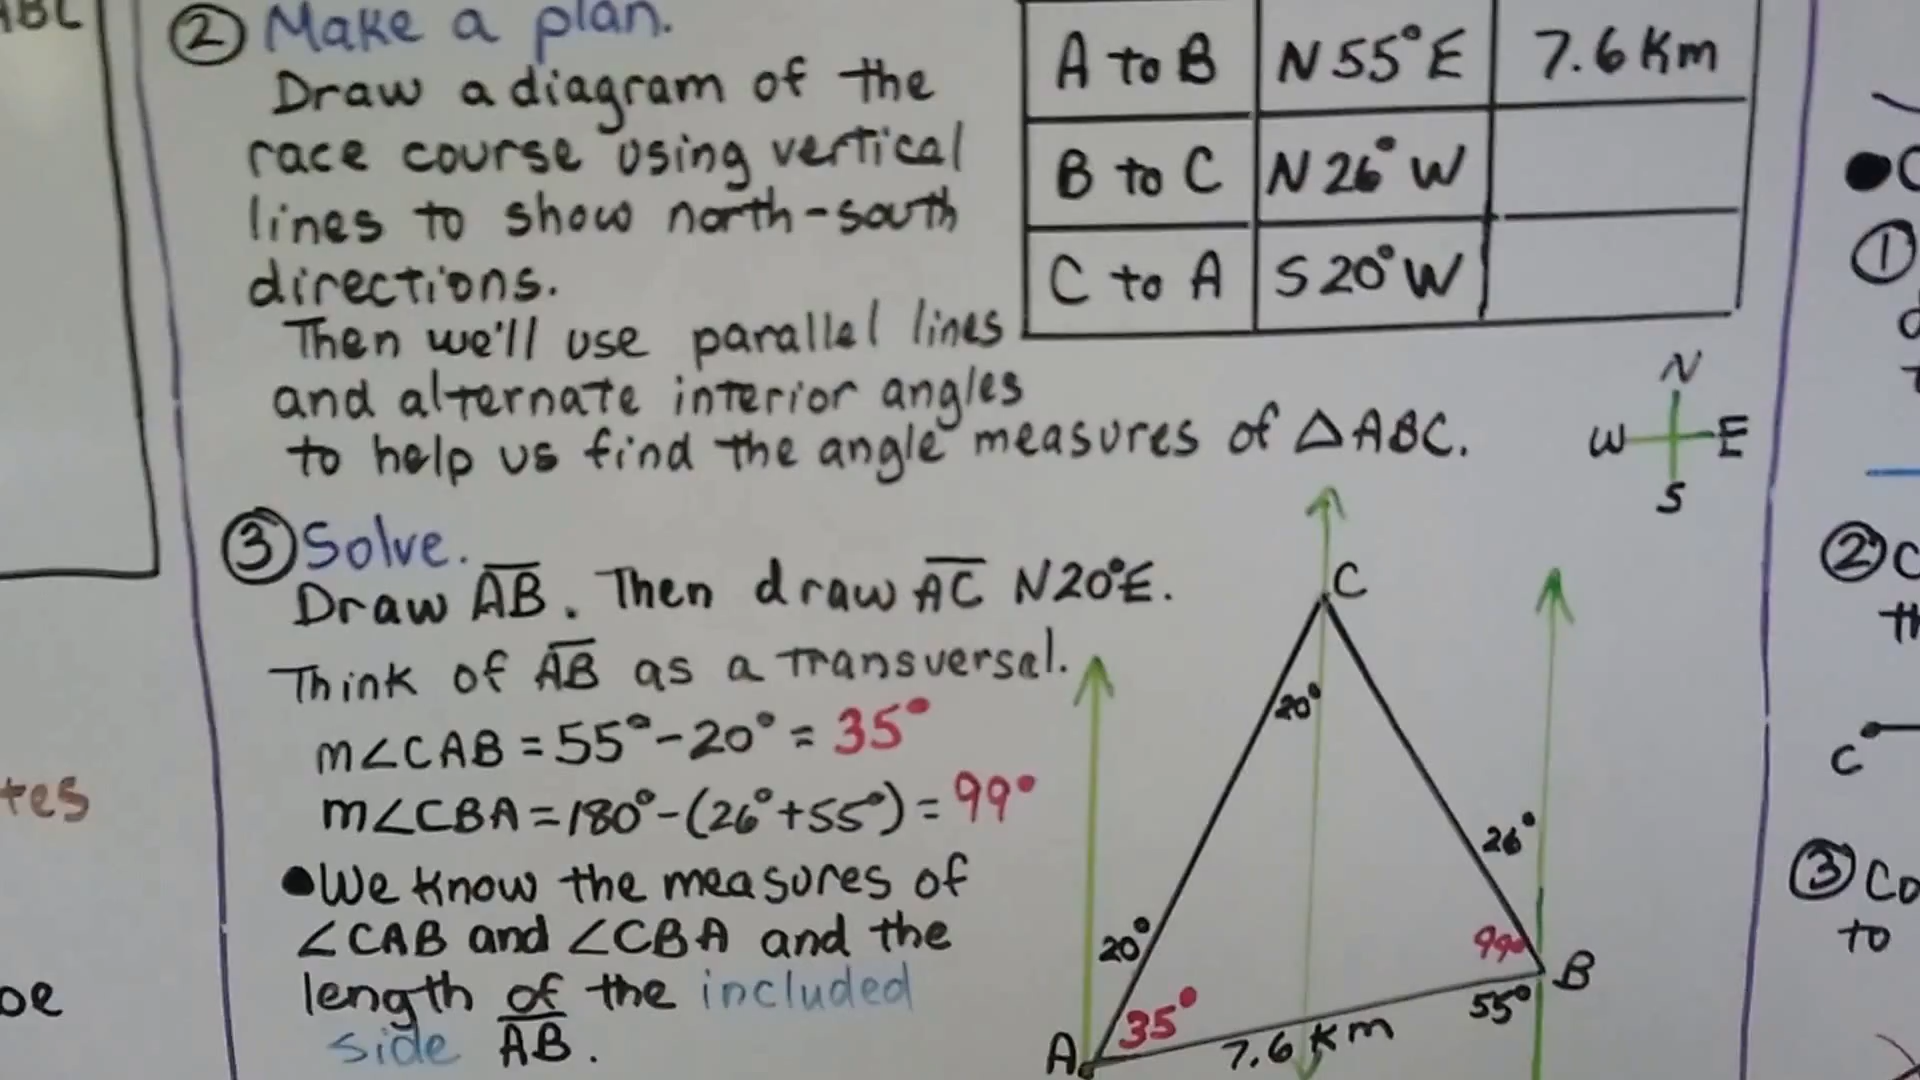 ABC
② Make a plan.
Draw a diagram of the
race course using vertical
lines to show north-south
directions.
Then we'll use parallel lines
and alternate interior angles
to help us find the angle measures of △ABC.
A to B N 55° E 7.6 Km
B to C N 26° W
C to A S 20° W
N
W E
S
③ Solve.
Draw A̅B̅. Then draw A̅C̅ N20°E.
Think of A̅B̅ as a transversal.
m∠CAB = 55° - 20° = 35°
m∠CBA = 180° - (26° + 55°) = 99°
●We know the measures of
∠CAB and ∠CBA and the
length of the included
side A̅B̅.
C
20°
26°
20°
99°
B
35°
55°
A
7.6 Km
tes
be
①
②
③ Co
to
C